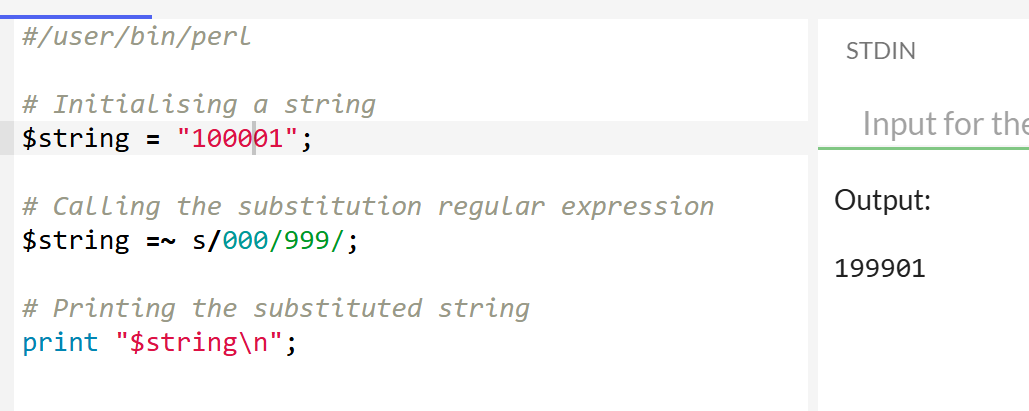 #/user/bin/perl
# Initialising a string
$string = "100001";
# Calling the substitution regular expression
$string =~ s/000/999/;
# Printing the substituted string
print "$string\n";
STDIN
Input for the
Output:
199901